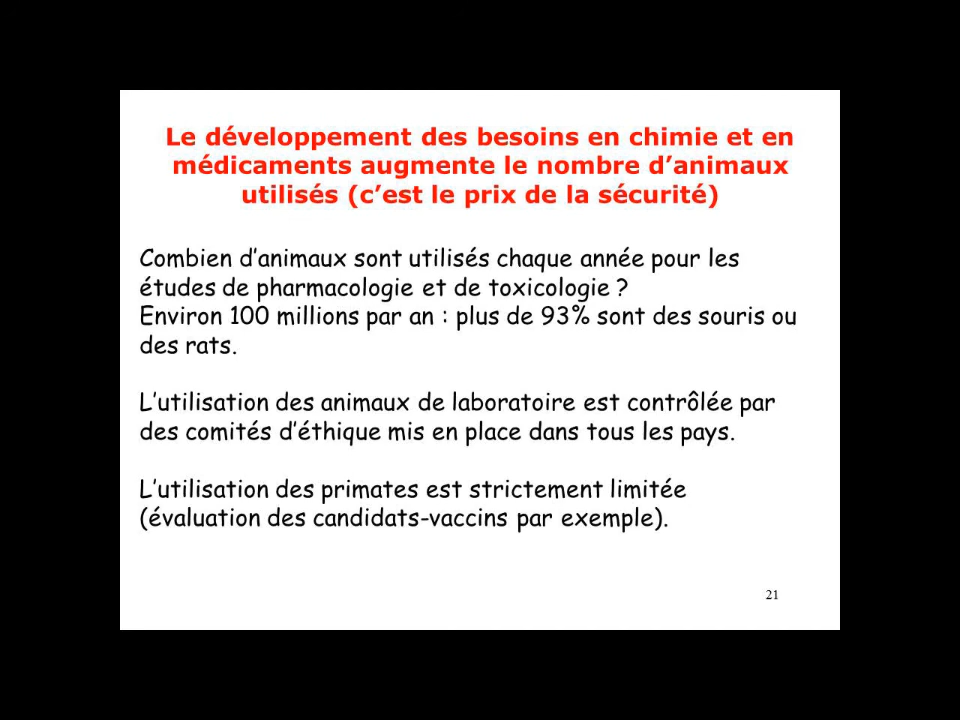 Le développement des besoins en chimie et en
médicaments augmente le nombre d’animaux
utilisés (c’est le prix de la sécurité)
Combien d’animaux sont utilisés chaque année pour les
études de pharmacologie et de toxicologie ?
Environ 100 millions par an : plus de 93% sont des souris ou
des rats.
L’utilisation des animaux de laboratoire est contrôlée par
des comités d’éthique mis en place dans tous les pays.
L’utilisation des primates est strictement limitée
(évaluation des candidats-vaccins par exemple).
21